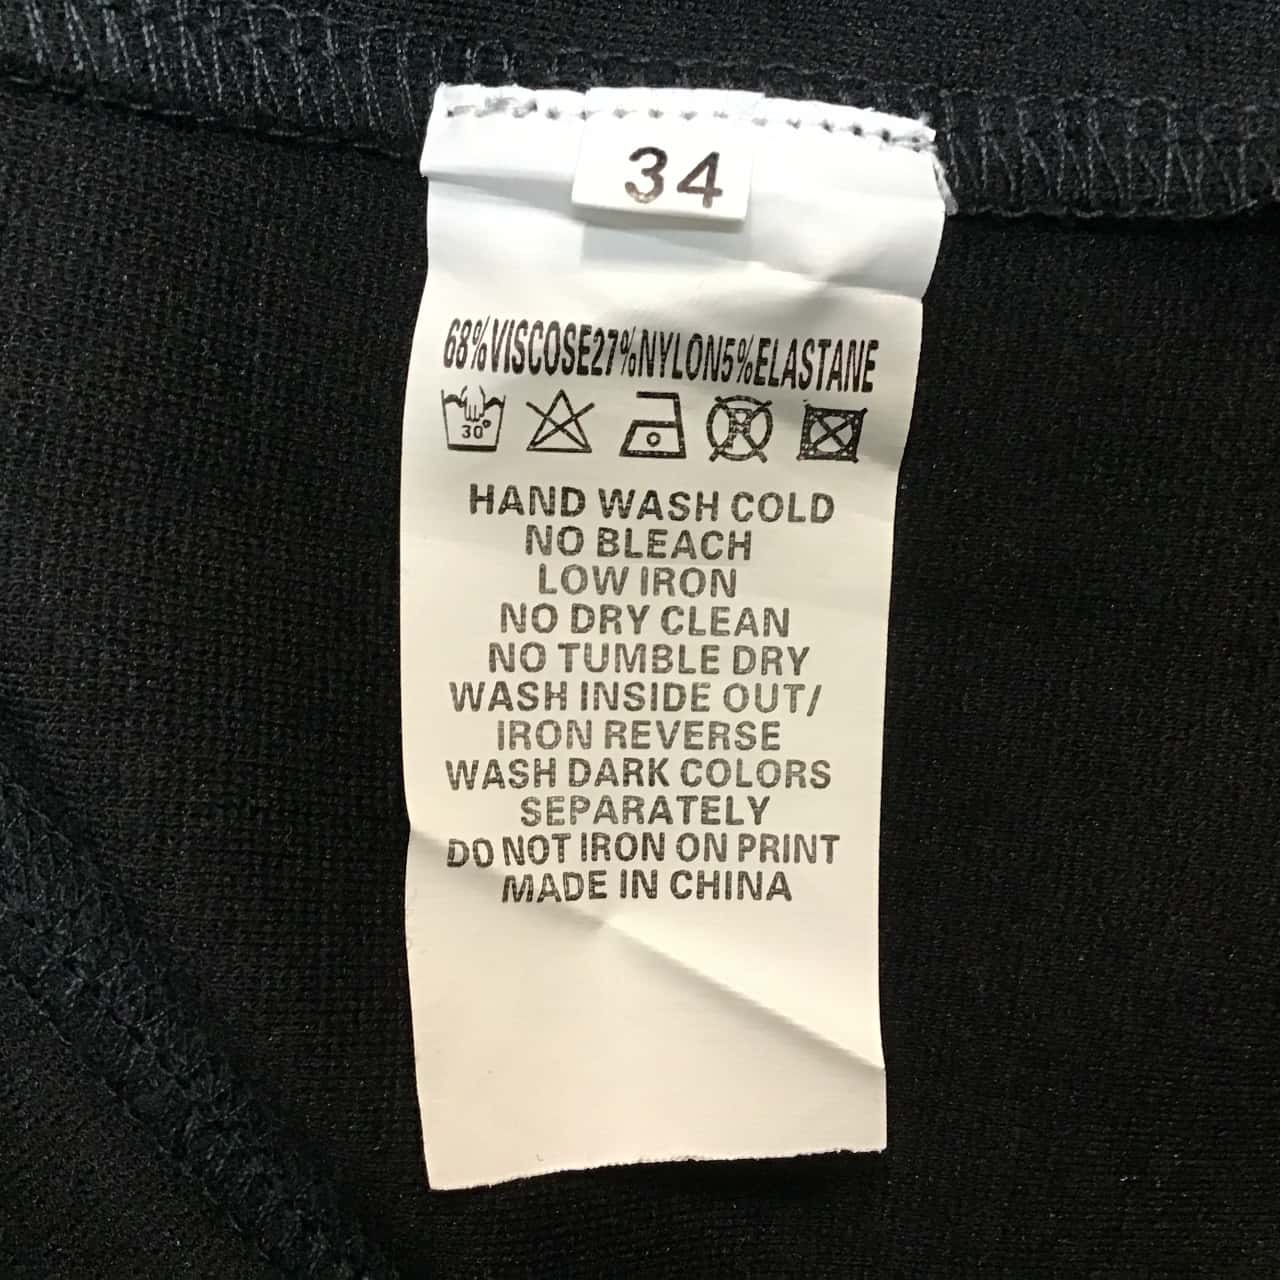 34
68%VISCOSE27%NYLON5%ELASTANE
30°
HAND WASH COLD
NO BLEACH
LOW IRON
NO DRY CLEAN
NO TUMBLE DRY
WASH INSIDE OUT/
IRON REVERSE
WASH DARK COLORS
SEPARATELY
DO NOT IRON ON PRINT
MADE IN CHINA